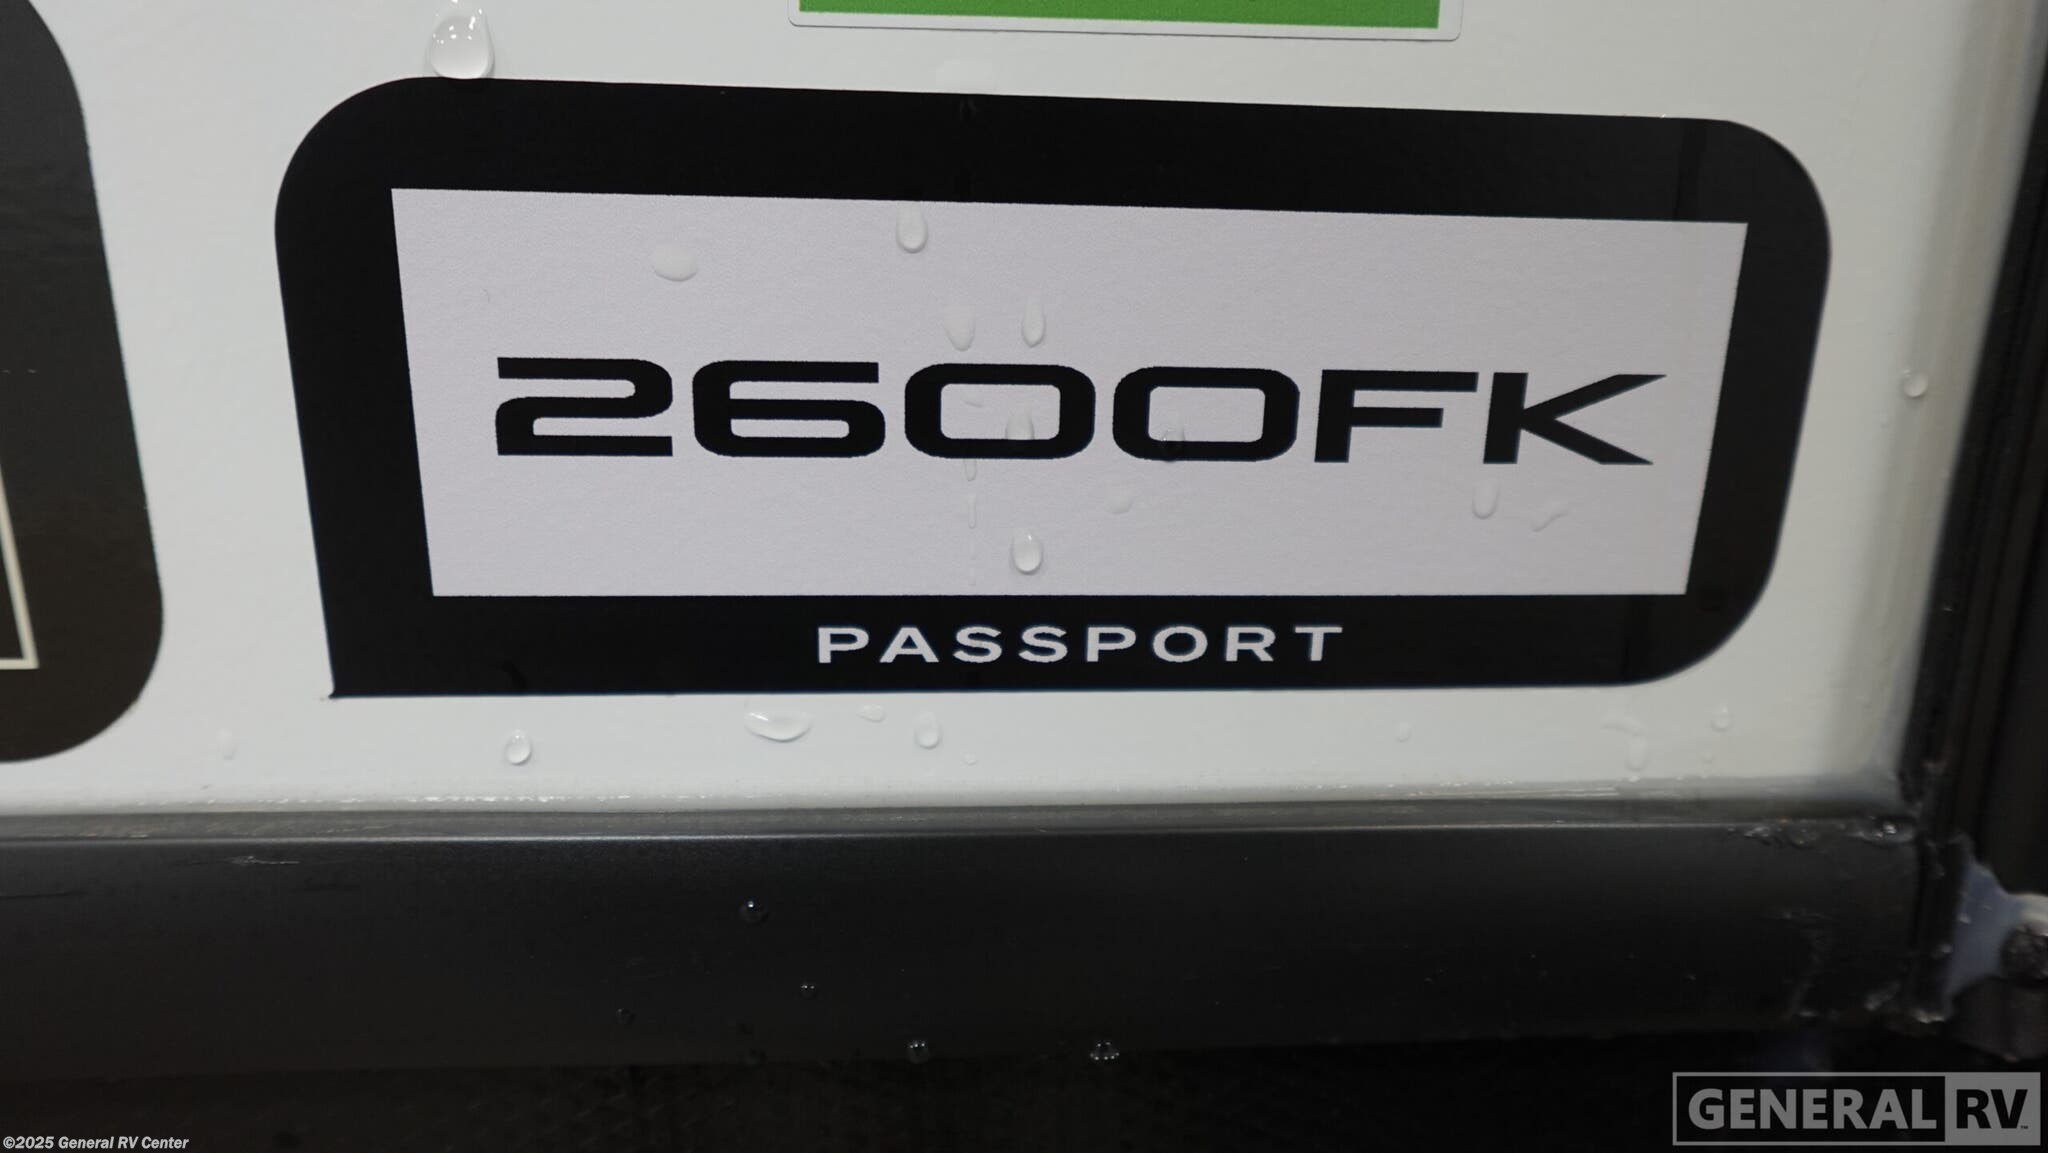 2600FK
PASSPORT
GENERAL RV
©2025 General RV Center